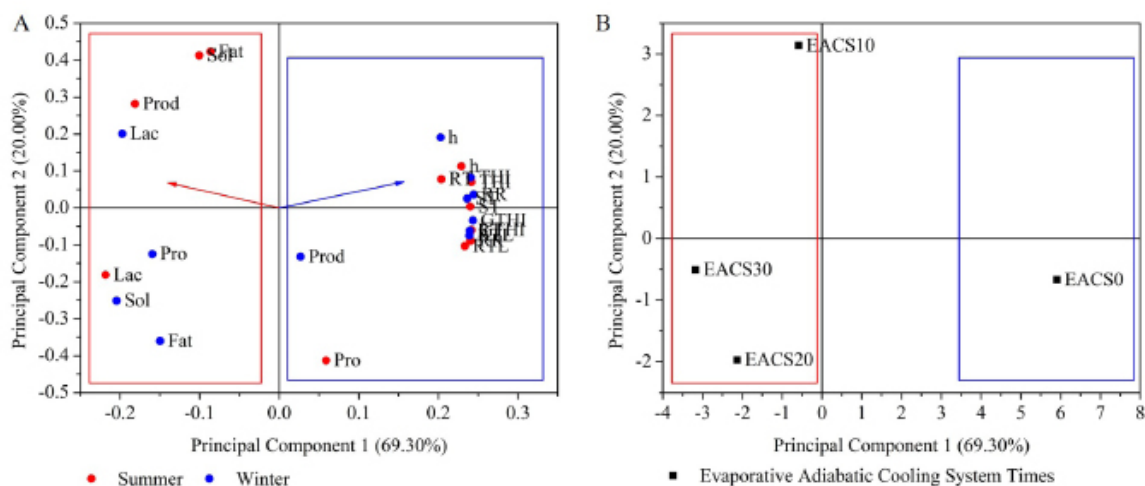 A
B
0.5
0.4
0.3
0.2
0.1
0.0
-0.1
-0.2
-0.3
-0.4
-0.5
Principal Component 2 (20.00%)
Fat
Sol
Prod
Lac
h
h
RT
THI
THI
RR
ST
GTHI
Pro
Prod
RTL
Lac
Sol
Fat
Pro
-0.2
-0.1
0.0
0.1
0.2
0.3
Principal Component 1 (69.30%)
Summer
Winter
3
2
1
0
-1
-2
Principal Component 2 (20.00%)
EACS10
EACS30
EACS0
EACS20
-4 -3 -2 -1 0 1 2 3 4 5 6 7 8
Principal Component 1 (69.30%)
Evaporative Adiabatic Cooling System Times